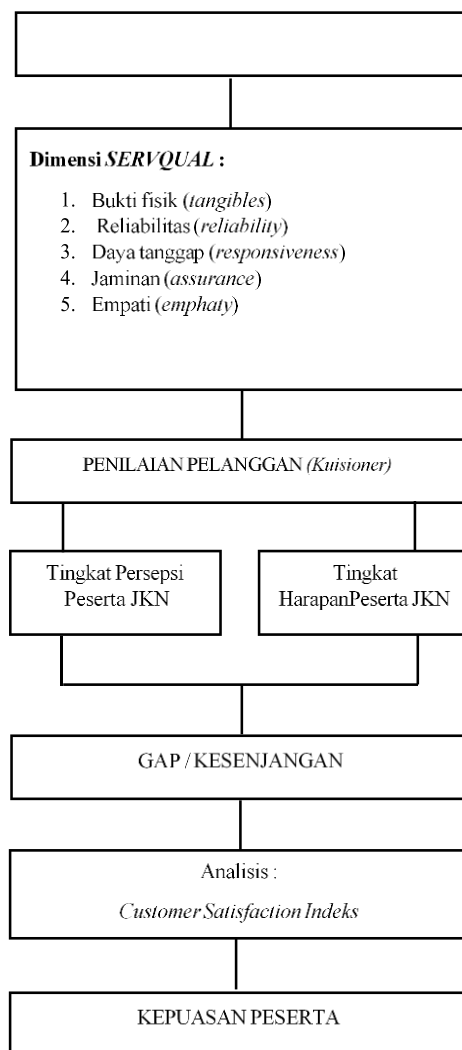 Dimensi SERVQUAL :
1. Bukti fisik (tangibles)
2. Reliabilitas (reliability)
3. Daya tanggap (responsiveness)
4. Jaminan (assurance)
5. Empati (emphaty)
PENILAIAN PELANGGAN (Kuisioner)
Tingkat Persepsi
Peserta JKN
Tingkat
HarapanPeserta JKN
GAP / KESENJANGAN
Analisis :
Customer Satisfaction Indeks
KEPUASAN PESERTA